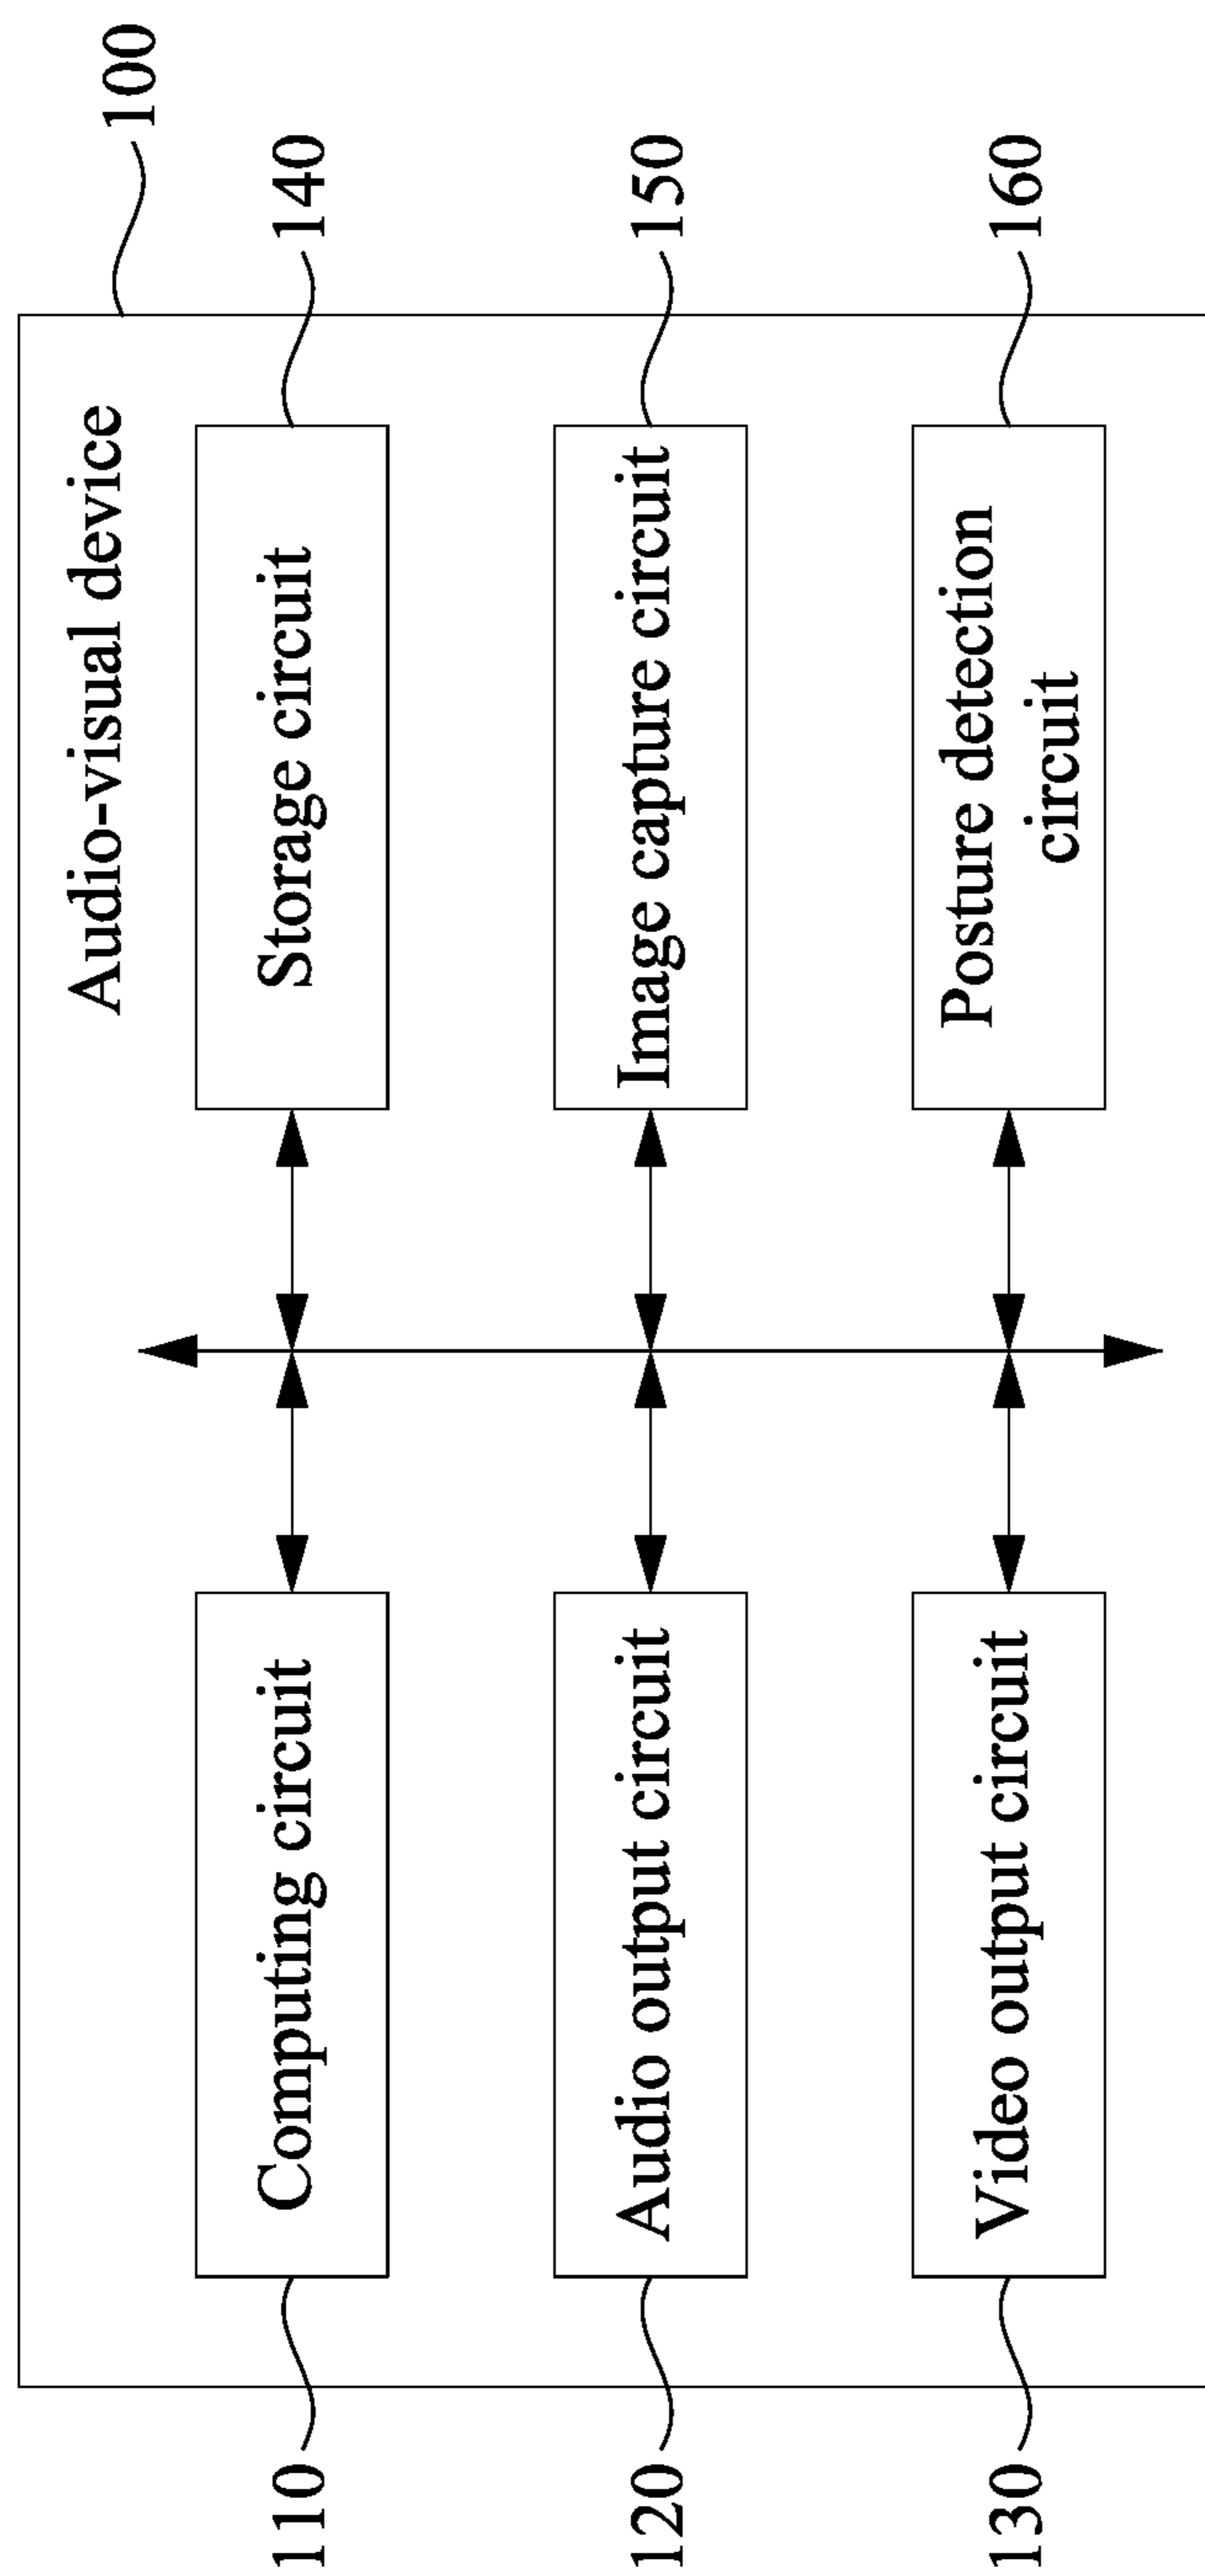 100
Audio-visual device
110
Computing circuit
Storage circuit
140
120
Audio output circuit
Image capture circuit
150
130
Video output circuit
Posture detection
circuit
160